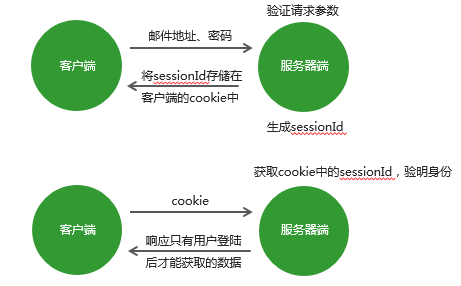 验证请求参数
邮件地址、密码
客户端
服务器端
将sessionId存储在
客户端的cookie中
生成sessionId
获取cookie中的sessionId，验明身份
cookie
客户端
服务器端
响应只有用户登陆
后才能获取的数据